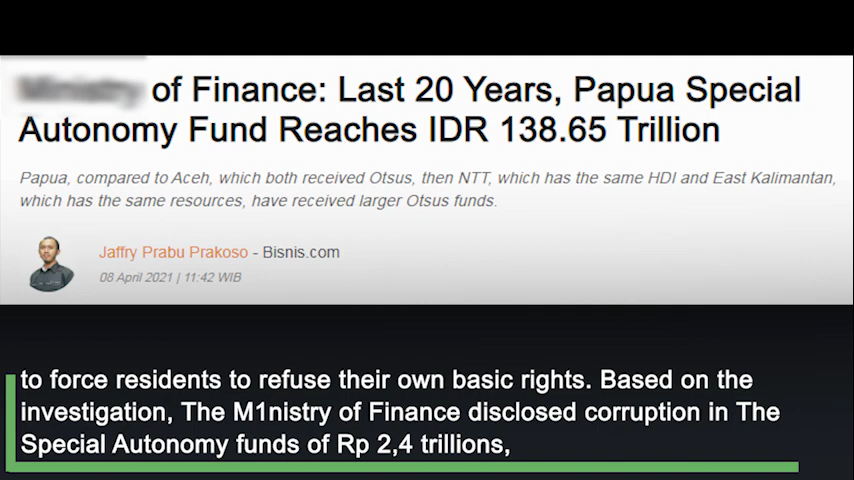 of Finance: Last 20 Years, Papua Special
Autonomy Fund Reaches IDR 138.65 Trillion
Papua, compared to Aceh, which both received Otsus, then NTT, which has the same HDI and East Kalimantan,
which has the same resources, have received larger Otsus funds.
Jaffry Prabu Prakoso - Bisnis.com
08 April 2021 | 11:42 WIB
to force residents to refuse their own basic rights. Based on the
investigation, The M1nistry of Finance disclosed corruption in The
Special Autonomy funds of Rp 2,4 trillions,